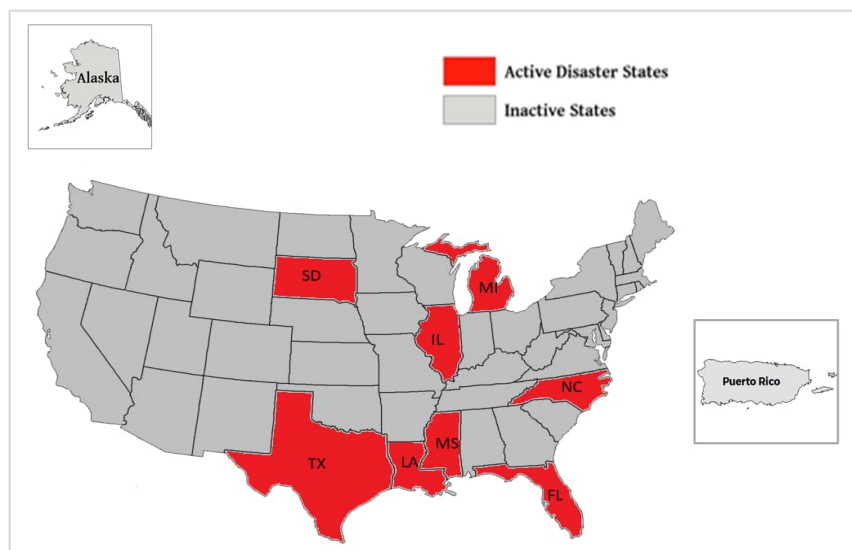 Alaska
Active Disaster States
Inactive States
SD
MI
IL
NC
MS
TX
LA
FL
Puerto Rico